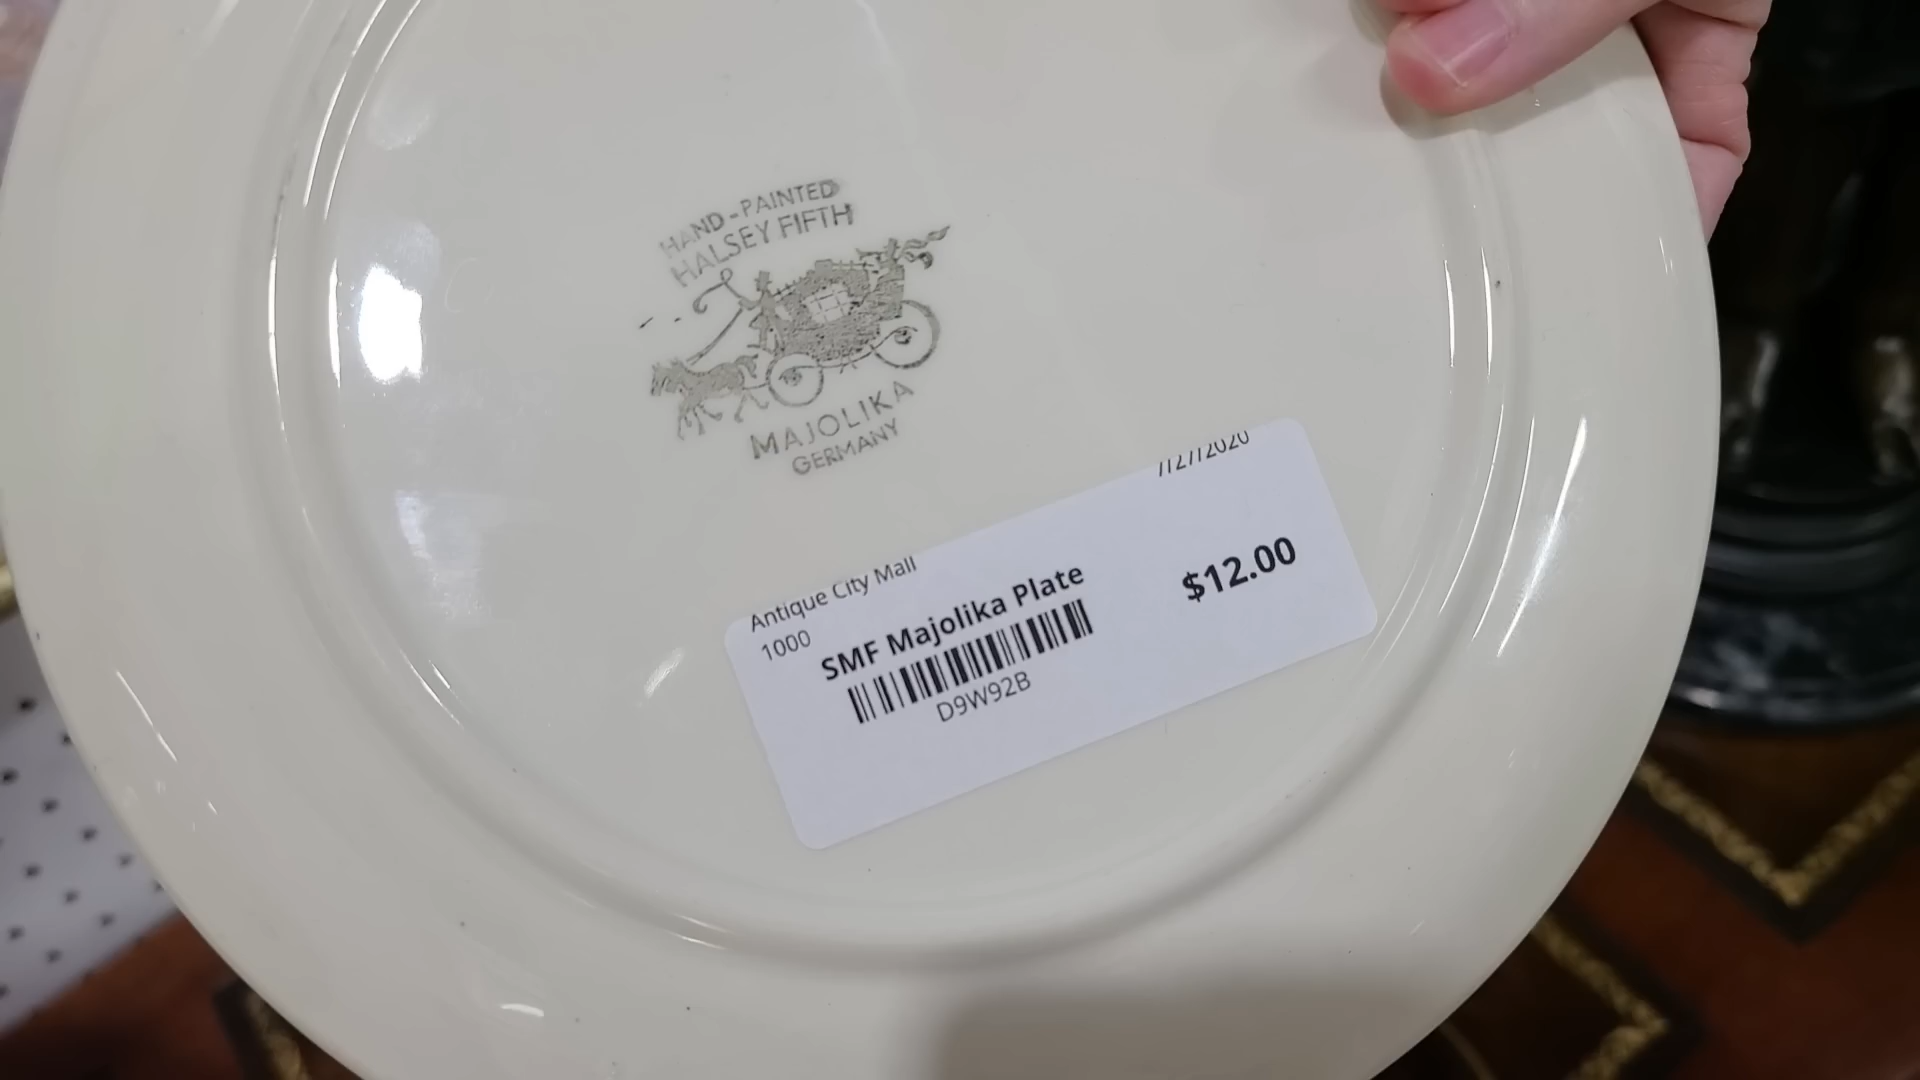 HAND-PAINTED
HALSEY FIFTH
MAJOLIKA
GERMANY
Antique City Mall
1000
SMF Majolika Plate
$12.00
D9W92B